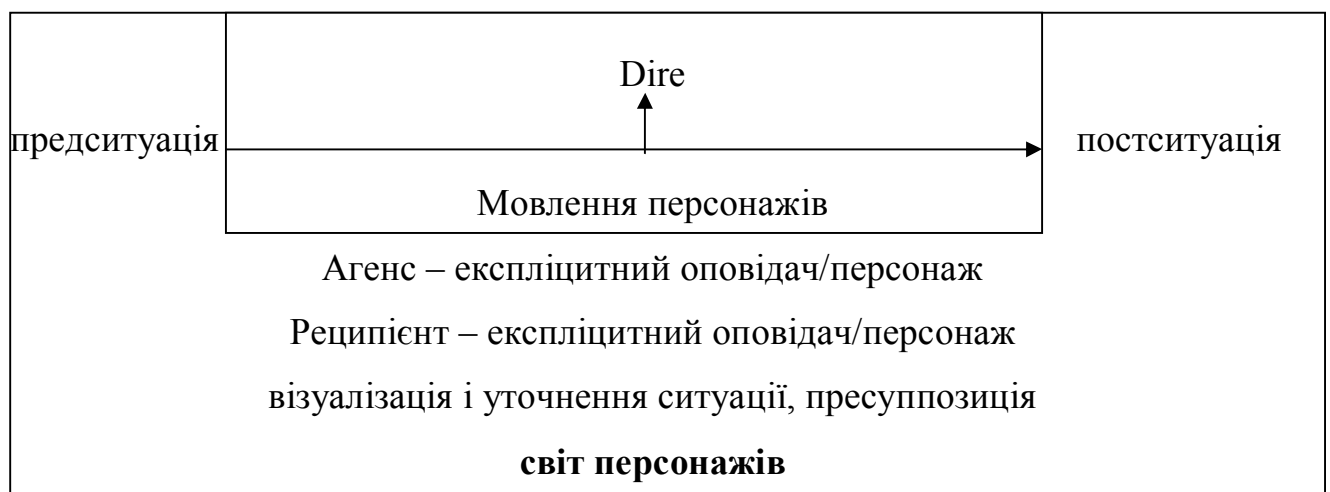 Dire
предситуація
постситуація
Мовлення персонажів
Агенс – експліцитний оповідач/персонаж
Реципієнт – експліцитний оповідач/персонаж
візуалізація і уточнення ситуації, пресуппозиція
світ персонажів